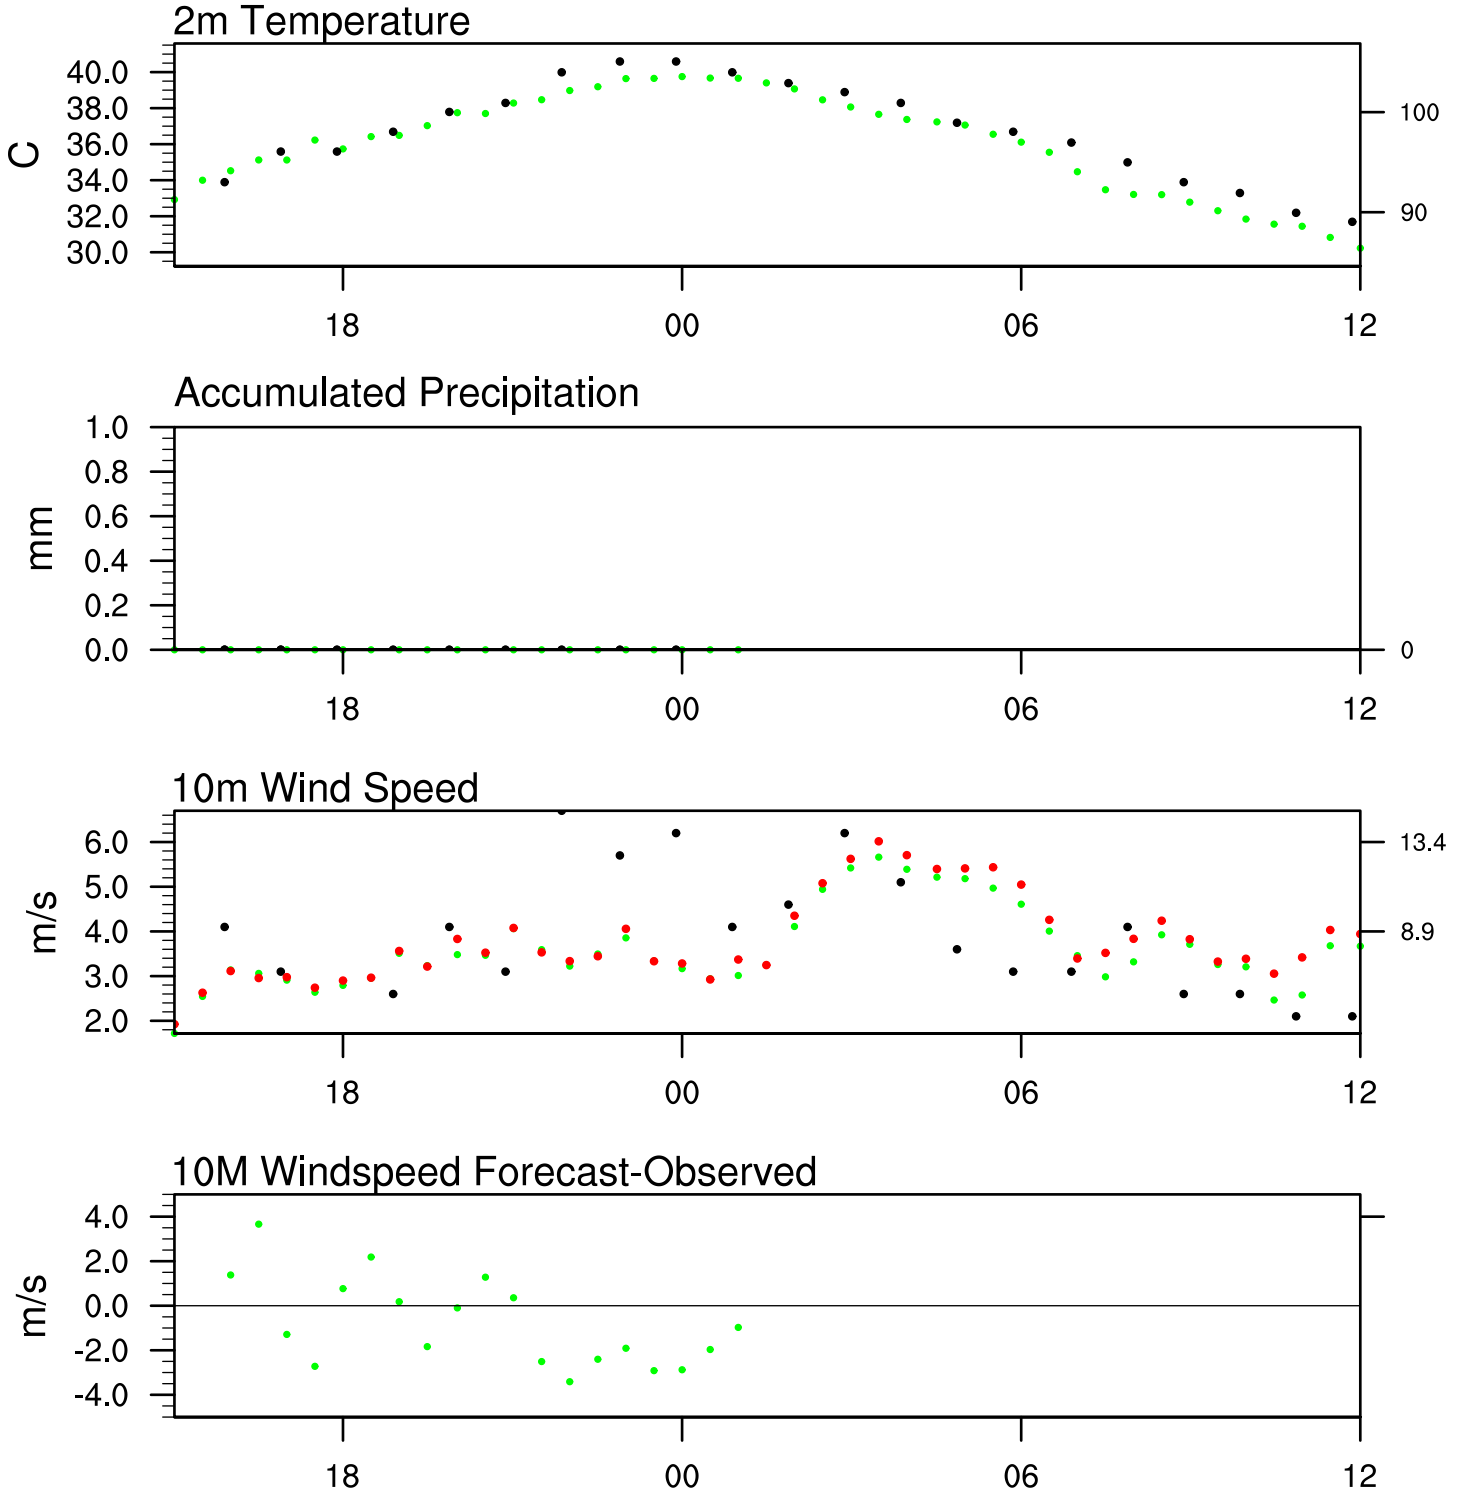 2m Temperature
40.0
38.0
36.0
34.0
32.0
30.0
C
100
90
18 00 06 12
Accumulated Precipitation
1.0
0.8
0.6
0.4
0.2
0.0
mm
0
18 00 06 12
10m Wind Speed
6.0
5.0
4.0
3.0
2.0
m/s
13.4
8.9
18 00 06 12
10M Windspeed Forecast-Observed
4.0
2.0
0.0
-2.0
-4.0
m/s
18 00 06 12